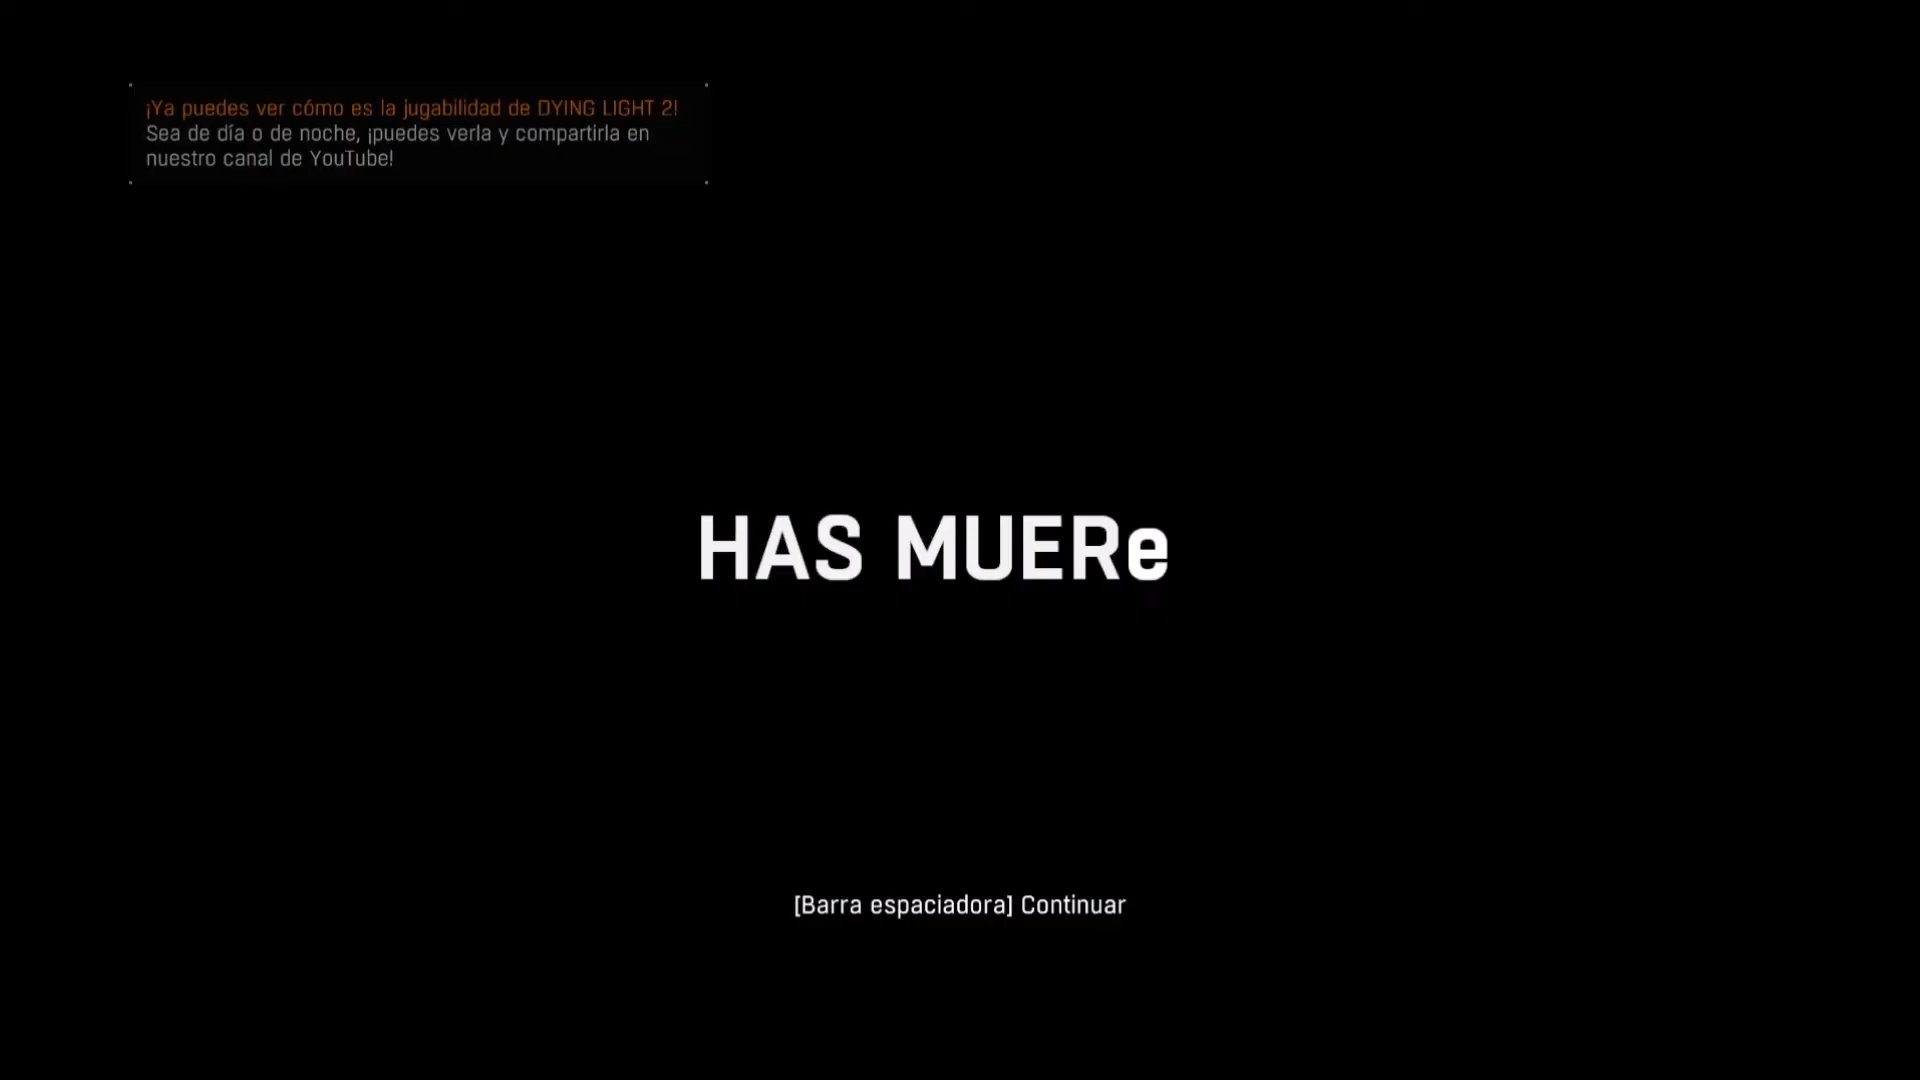 ¡Ya puedes ver cómo es la jugabilidad de DYING LIGHT 2!
Sea de día o de noche, ¡puedes verla y compartirla en
nuestro canal de YouTube!
HAS MUERe
[Barra espaciadora] Continuar